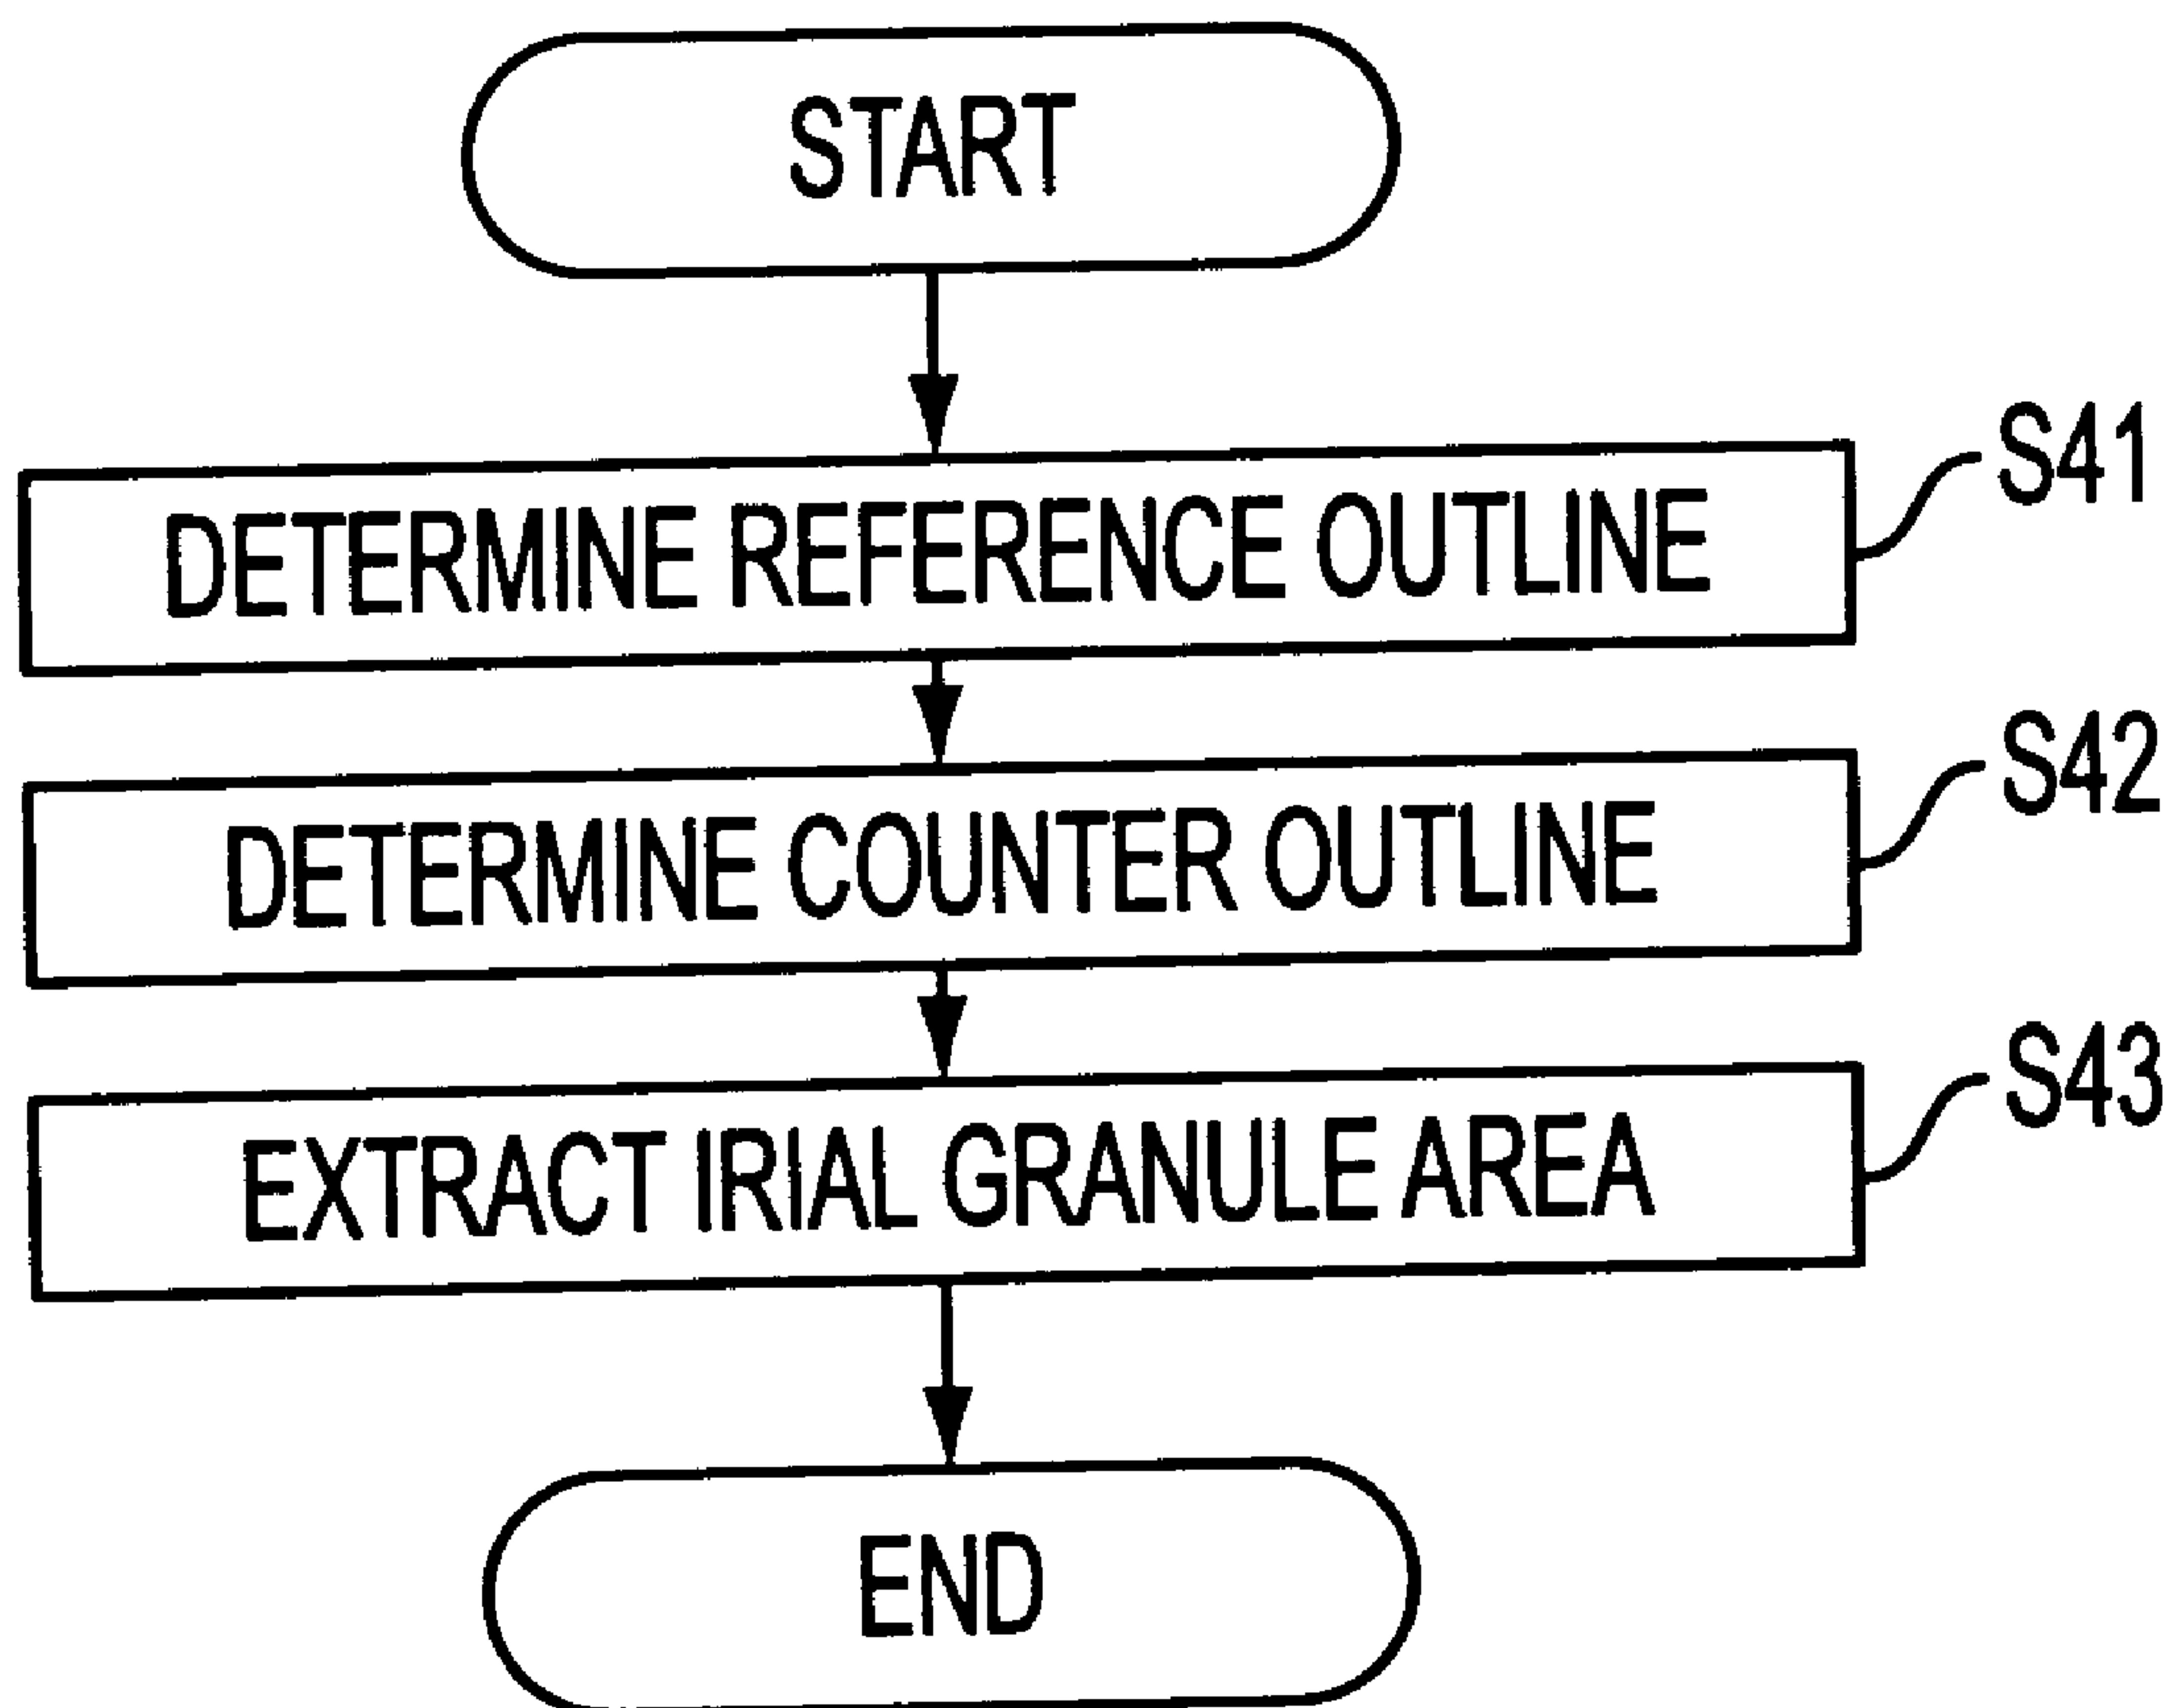 START
DETERMINE REFERENCE OUTLINE
S41
DETERMINE COUNTER OUTLINE
S42
EXTRACT IRIAL GRANULE AREA
S43
END